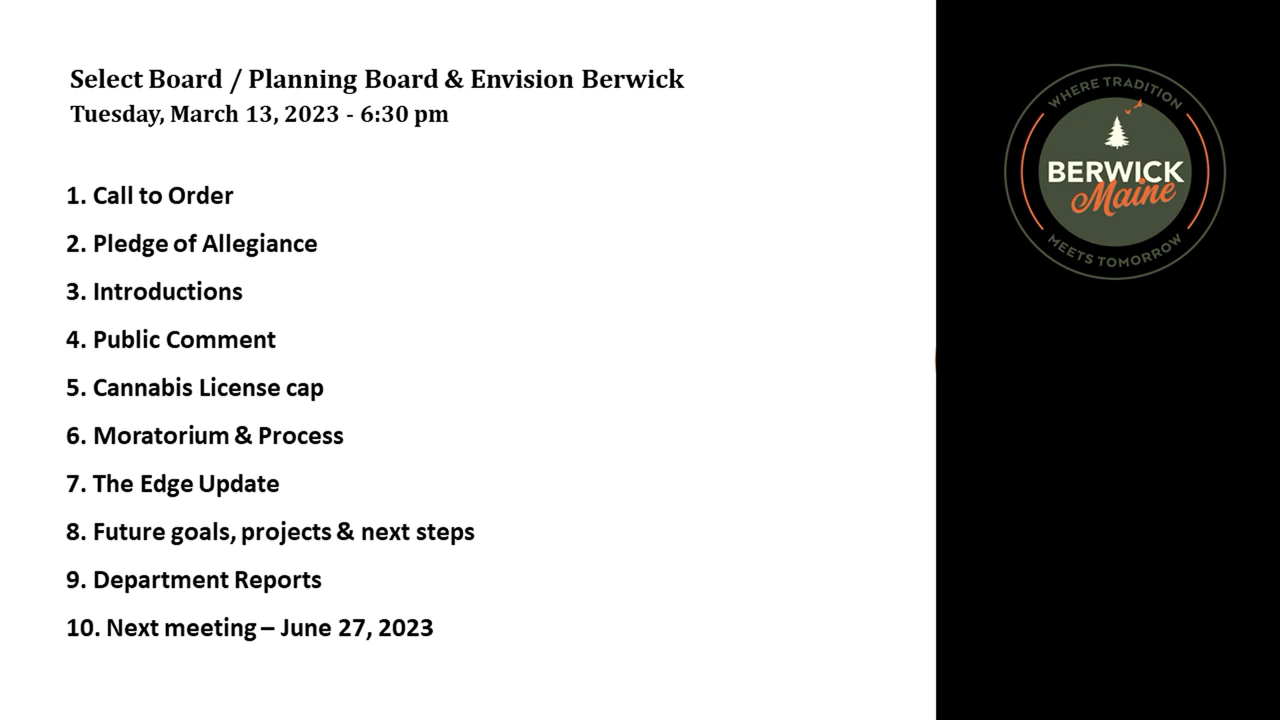 Select Board / Planning Board & Envision Berwick
Tuesday, March 13, 2023 - 6:30 pm
1. Call to Order
2. Pledge of Allegiance
3. Introductions
4. Public Comment
5. Cannabis License cap
6. Moratorium & Process
7. The Edge Update
8. Future goals, projects & next steps
9. Department Reports
10. Next meeting – June 27, 2023
WHERE TRADITION
BERWICK
Maine
MEETS TOMORROW